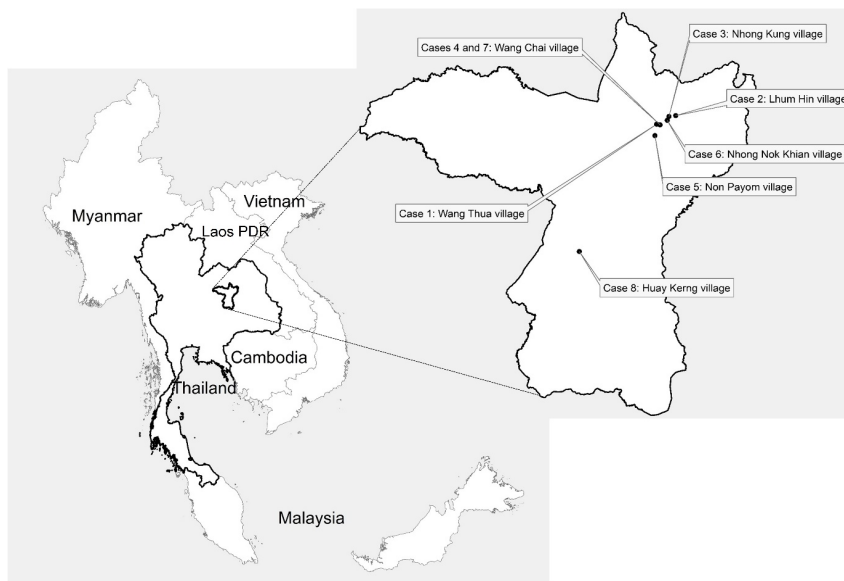 Case 3: Nhong Kung village
Cases 4 and 7: Wang Chai village
Case 2: Lhum Hin village
Case 6: Nhong Nok Khian village
Case 5: Non Payom village
Case 1: Wang Thua village
Case 8: Huay Kerng village
Vietnam
Myanmar
Laos PDR
Cambodia
Thailand
Malaysia